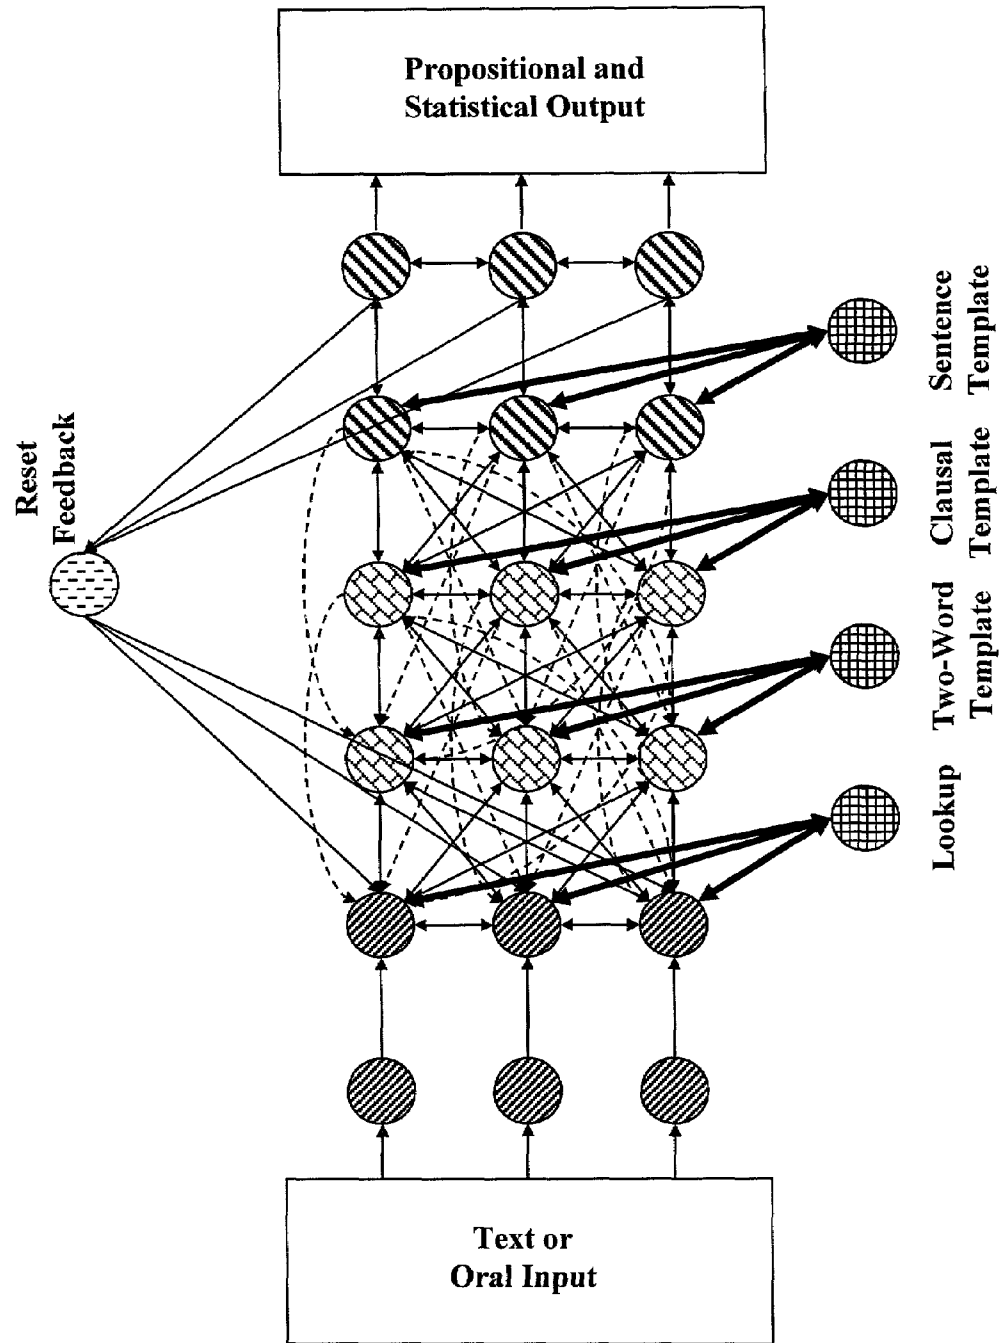 Propositional and
Statistical Output
Reset
Feedback
Sentence
Template
Clausal
Template
Two-Word
Template
Lookup
Text or
Oral Input